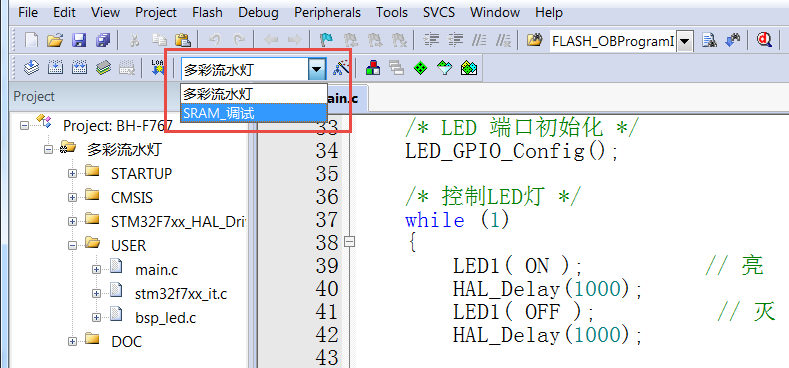 File Edit View Project Flash Debug Peripherals Tools SVCS Window Help
FLASH_OBProgramI
LOAD 多彩流水灯
多彩流水灯
SRAM_调试
Project
ain.c
Project: BH-F767
多彩流水灯
STARTUP
CMSIS
STM32F7xx_HAL_Dri
USER
main.c
stm32f7xx_it.c
bsp_led.c
DOC
33 /* LED 端口初始化 */
34 LED_GPIO_Config();
35
36 /* 控制LED灯 */
37 while (1)
38 {
39 LED1( ON ); // 亮
40 HAL_Delay(1000);
41 LED1( OFF ); // 灭
42 HAL_Delay(1000);
43